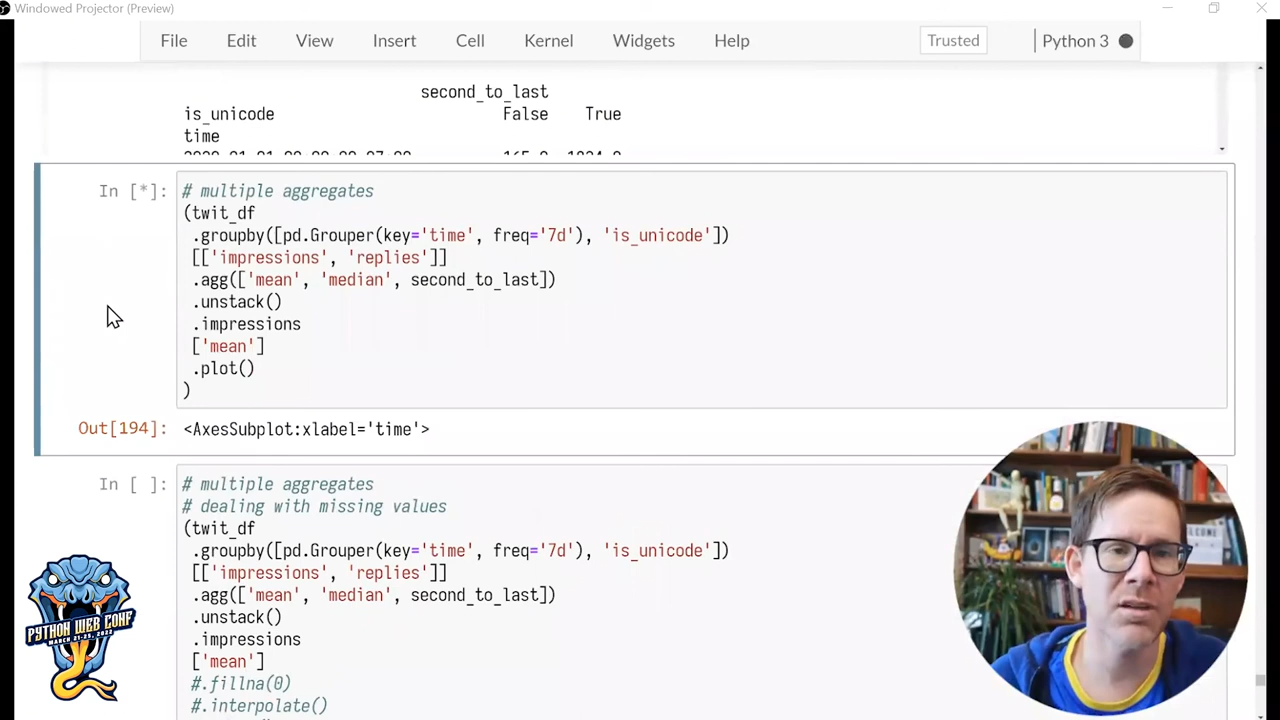 Windowed Projector (Preview)
File Edit View Insert Cell Kernel Widgets Help Trusted Python 3
second_to_last
is_unicode False True
time
In [*]: # multiple aggregates
(twit_df
.groupby([pd.Grouper(key='time', freq='7d'), 'is_unicode'])
[['impressions', 'replies']]
.agg(['mean', 'median', second_to_last])
.unstack()
.impressions
['mean']
.plot()
)
Out[194]: <AxesSubplot:xlabel='time'>
In [ ]: # multiple aggregates
# dealing with missing values
(twit_df
.groupby([pd.Grouper(key='time', freq='7d'), 'is_unicode'])
[['impressions', 'replies']]
.agg(['mean', 'median', second_to_last])
.unstack()
.impressions
['mean']
#.fillna(0)
#.interpolate()
PYTHON WEB CONF
MARCH 21-25, 2022